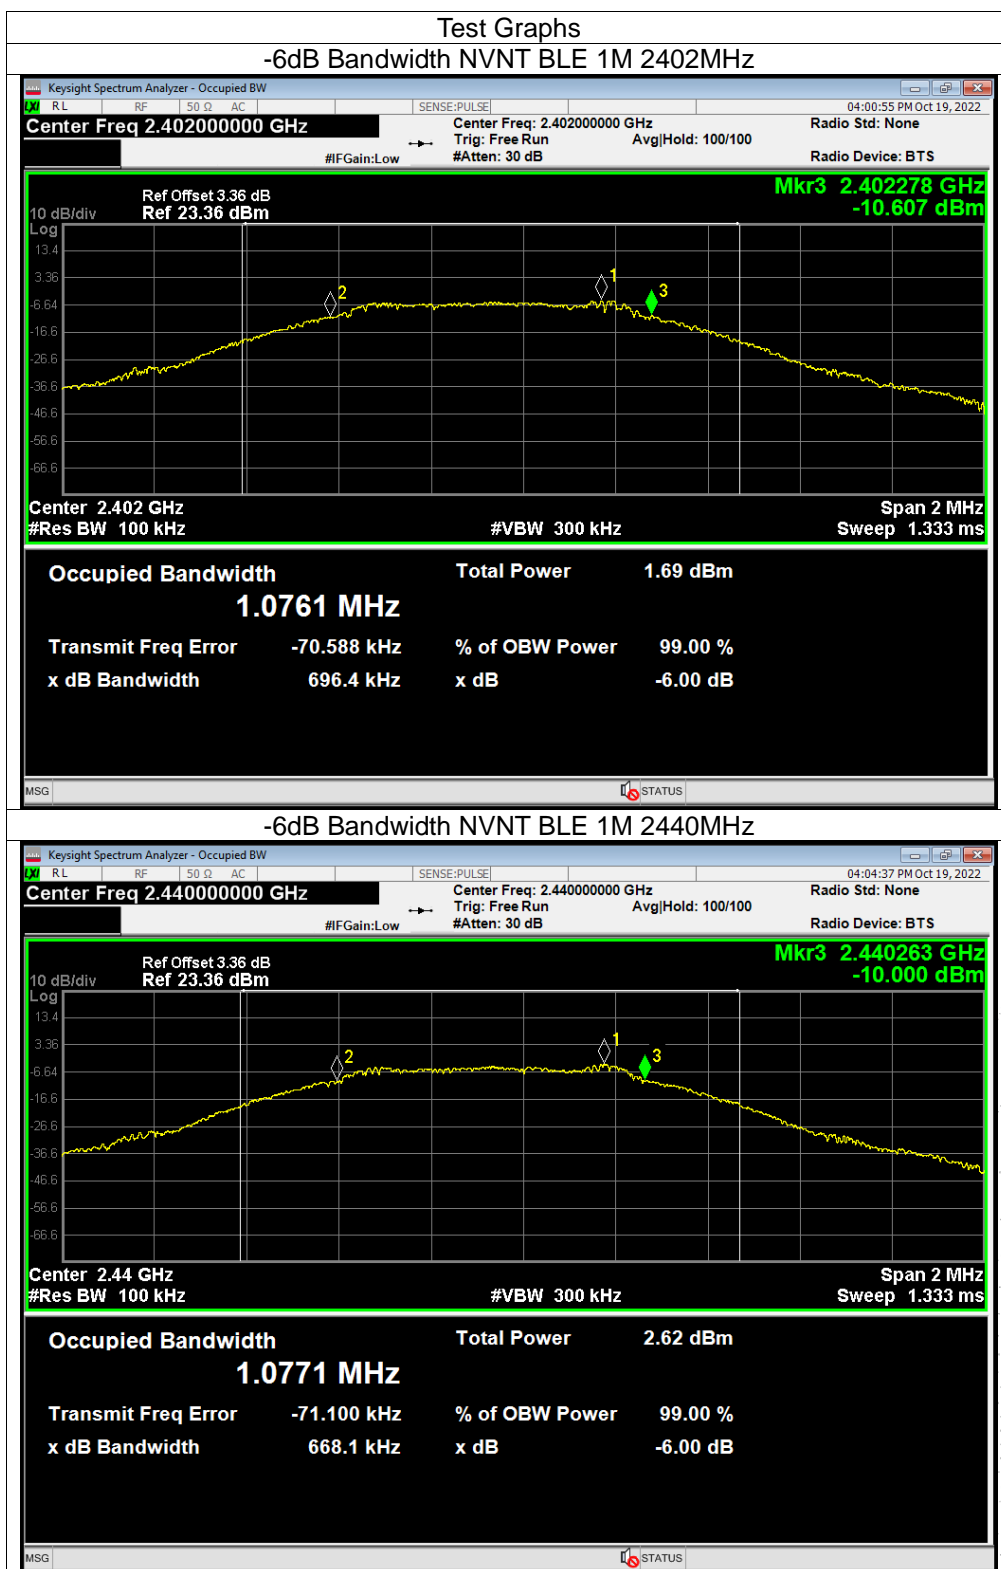 Test Graphs
-6dB Bandwidth NVNT BLE 1M 2402MHz
Keysight Spectrum Analyzer - Occupied BW
LXI RL RF 50 Ω AC SENSE:PULSE 04:00:55 PM Oct 19, 2022
Center Freq 2.402000000 GHz Center Freq: 2.402000000 GHz Radio Std: None
Trig: Free Run Avg|Hold: 100/100
#IFGain:Low #Atten: 30 dB Radio Device: BTS
Mkr3 2.402278 GHz
-10.607 dBm
Ref Offset 3.36 dB
10 dB/div Ref 23.36 dBm
Log
13.4
3.36
-6.64
-16.6
-26.6
-36.6
-46.6
-56.6
-66.6
2
1
3
Center 2.402 GHz Span 2 MHz
#Res BW 100 kHz #VBW 300 kHz Sweep 1.333 ms
Occupied Bandwidth Total Power 1.69 dBm
1.0761 MHz
Transmit Freq Error -70.588 kHz % of OBW Power 99.00 %
x dB Bandwidth 696.4 kHz x dB -6.00 dB
MSG STATUS
-6dB Bandwidth NVNT BLE 1M 2440MHz
Keysight Spectrum Analyzer - Occupied BW
LXI RL RF 50 Ω AC SENSE:PULSE 04:04:37 PM Oct 19, 2022
Center Freq 2.440000000 GHz Center Freq: 2.440000000 GHz Radio Std: None
Trig: Free Run Avg|Hold: 100/100
#IFGain:Low #Atten: 30 dB Radio Device: BTS
Mkr3 2.440263 GHz
-10.000 dBm
Ref Offset 3.36 dB
10 dB/div Ref 23.36 dBm
Log
13.4
3.36
-6.64
-16.6
-26.6
-36.6
-46.6
-56.6
-66.6
2
1
3
Center 2.44 GHz Span 2 MHz
#Res BW 100 kHz #VBW 300 kHz Sweep 1.333 ms
Occupied Bandwidth Total Power 2.62 dBm
1.0771 MHz
Transmit Freq Error -71.100 kHz % of OBW Power 99.00 %
x dB Bandwidth 668.1 kHz x dB -6.00 dB
MSG STATUS